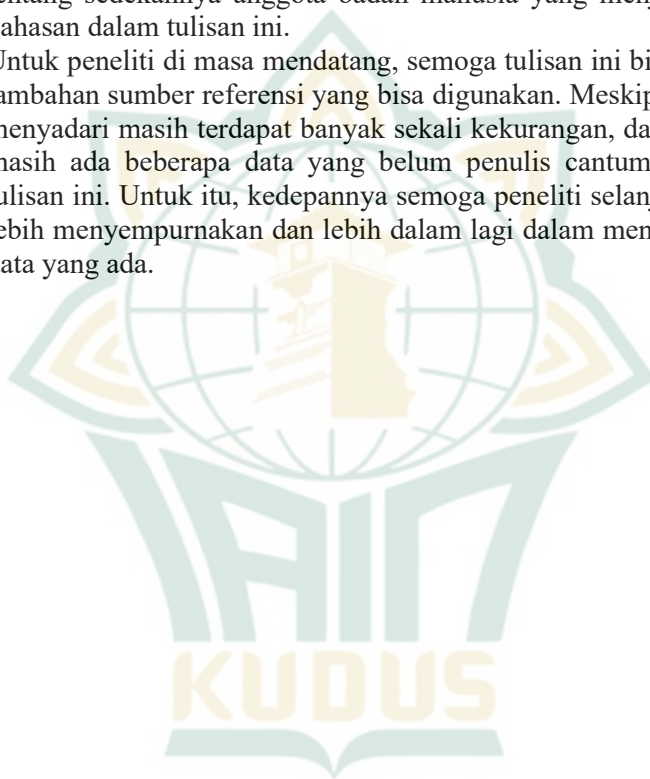 tentang sedekahnya anggota badan manusia yang menj
bahasan dalam tulisan ini.
Untuk peneliti di masa mendatang, semoga tulisan ini bi
tambahan sumber referensi yang bisa digunakan. Meskip
menyadari masih terdapat banyak sekali kekurangan, da
masih ada beberapa data yang belum penulis cantum
tulisan ini. Untuk itu, kedepannya semoga peneliti selanj
lebih menyempurnakan dan lebih dalam lagi dalam men
data yang ada.
IAIN
KUDUS